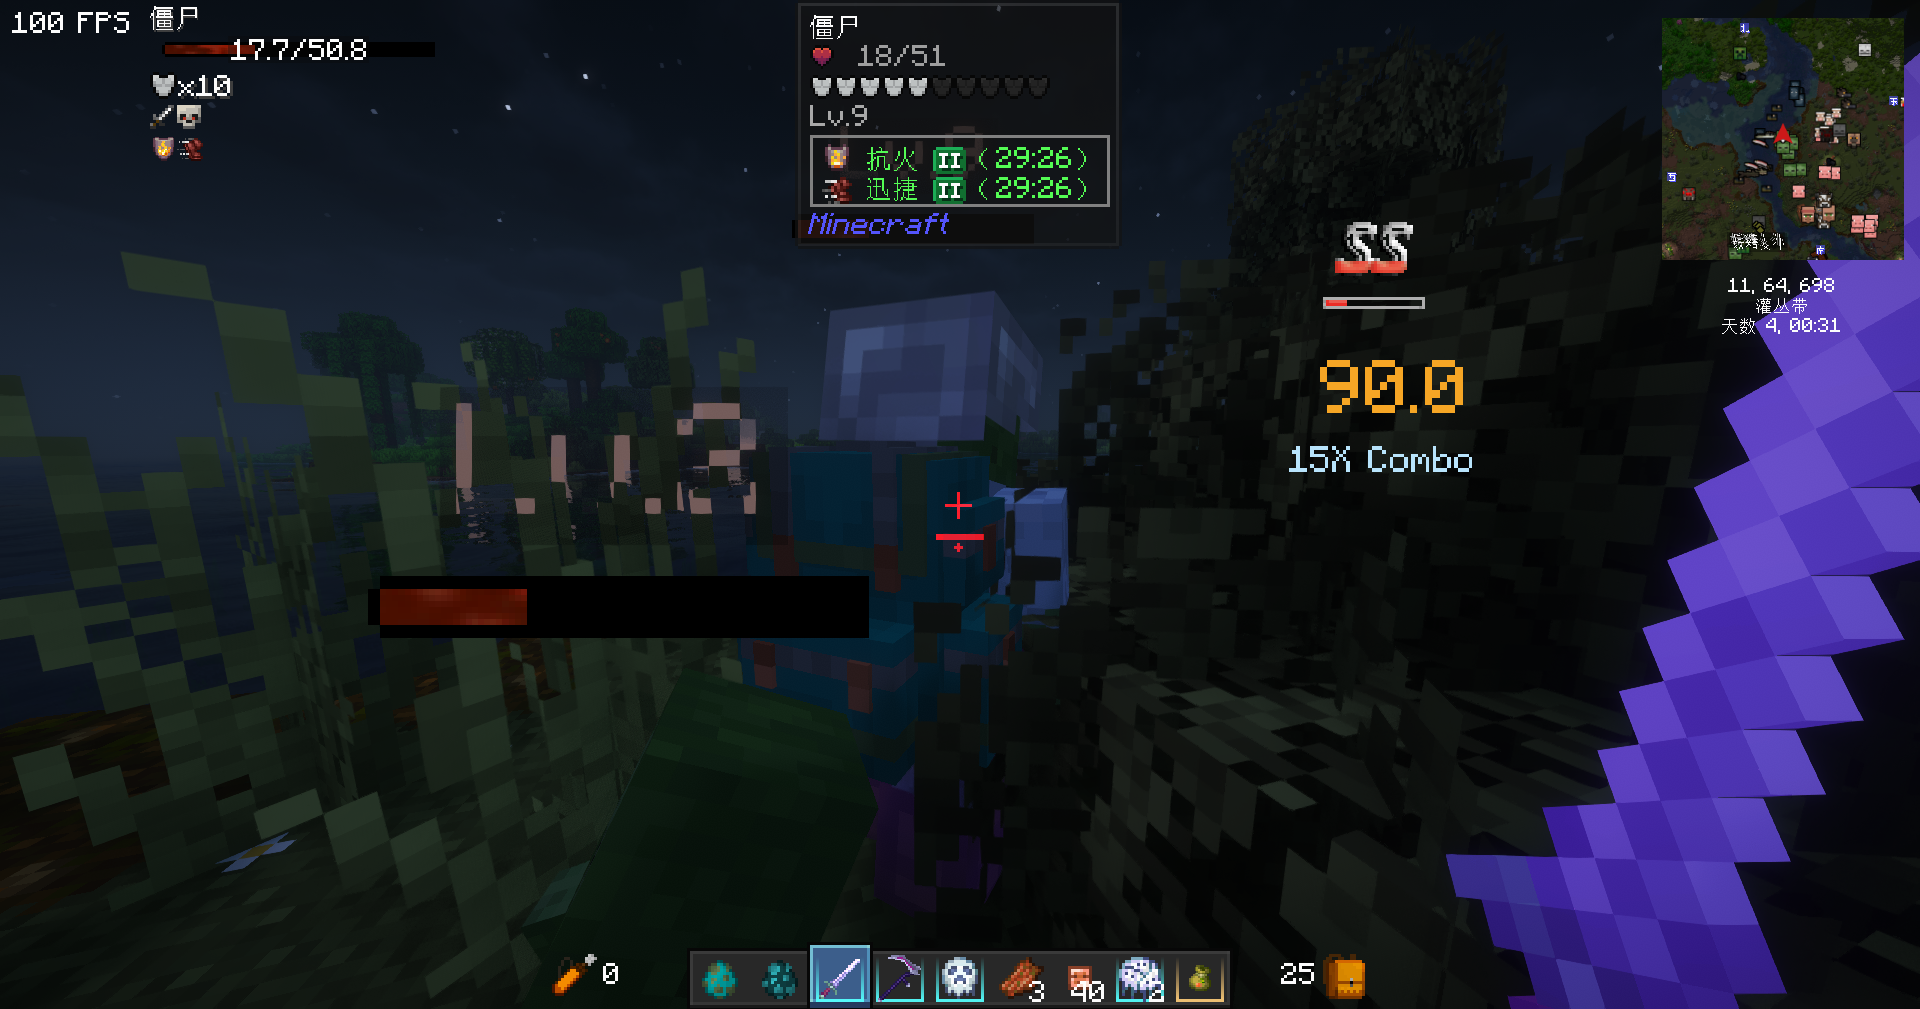 100 FPS
僵尸
17.7/50.8
x10
僵尸
18/51
Lv.9
抗火 II (29:26)
迅捷 II (29:26)
Minecraft
SS
90.0
15X Combo
11, 64, 698
灌丛带
天数 4, 00:31
0
3
40
25